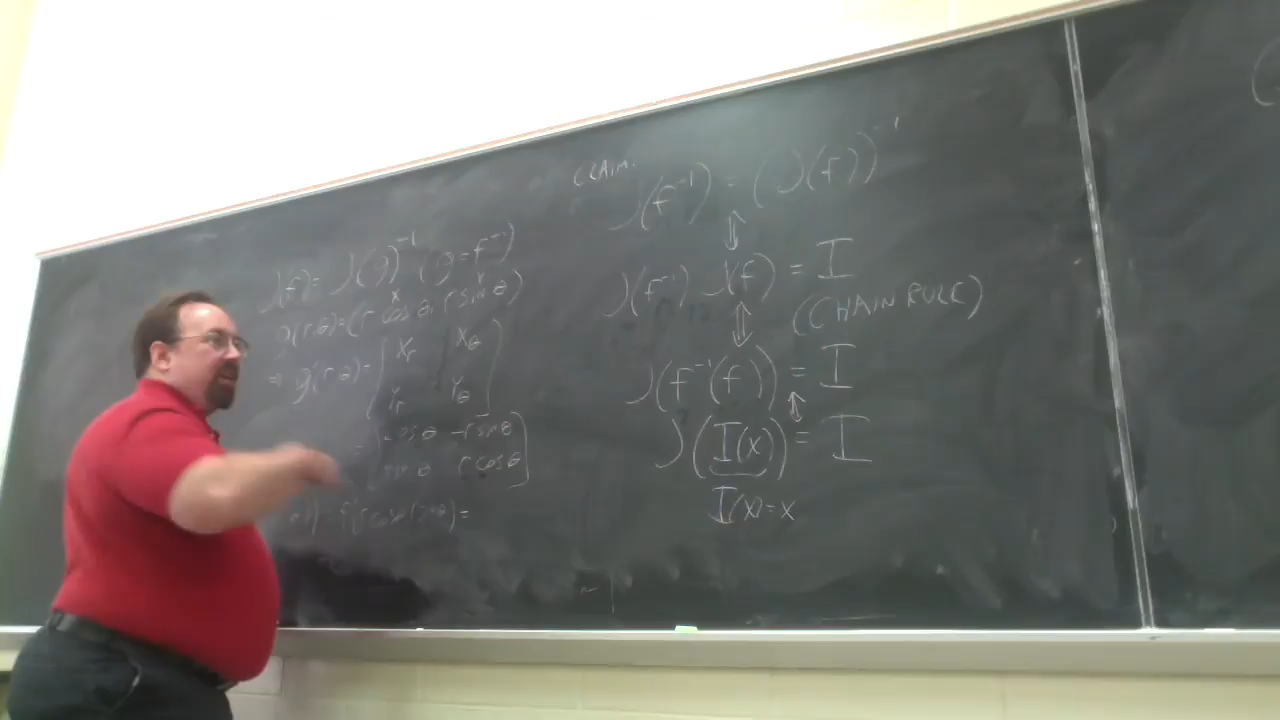 J(f) = J(g)⁻¹ (g = f⁻¹)
x y
g(r,θ) = (r cos θ, r sin θ)
⇒ g'(r,θ) = [ X_r X_θ
Y_r Y_θ ]
= [ cos θ -r sin θ
sin θ r cos θ ]
CLAIM:
J(f⁻¹) = (J(f))⁻¹
⇕
J(f⁻¹) J(f) = I
⇕ (CHAIN RULE)
J(f⁻¹(f)) = I
⇕
J(I(x)) = I
I(x) = x